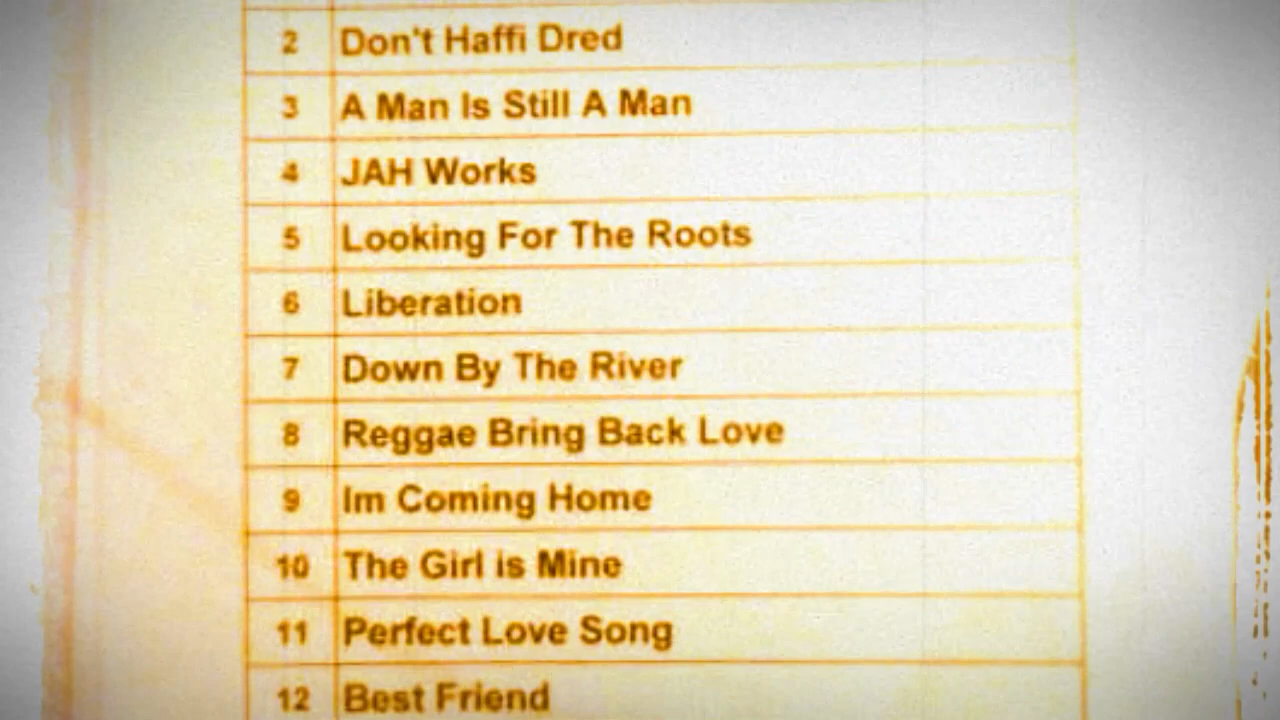 2 Don't Haffi Dred
3 A Man Is Still A Man
4 JAH Works
5 Looking For The Roots
6 Liberation
7 Down By The River
8 Reggae Bring Back Love
9 Im Coming Home
10 The Girl is Mine
11 Perfect Love Song
12 Best Friend